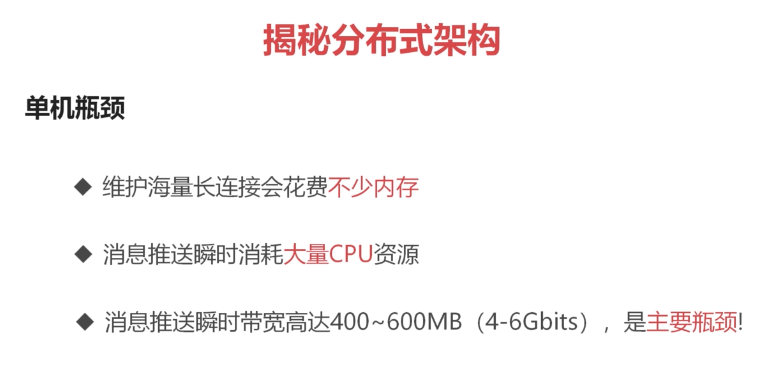 揭秘分布式架构
单机瓶颈
◆ 维护海量长连接会花费不少内存
◆ 消息推送瞬时消耗大量CPU资源
◆ 消息推送瞬时带宽高达400~600MB（4-6Gbits），是主要瓶颈!